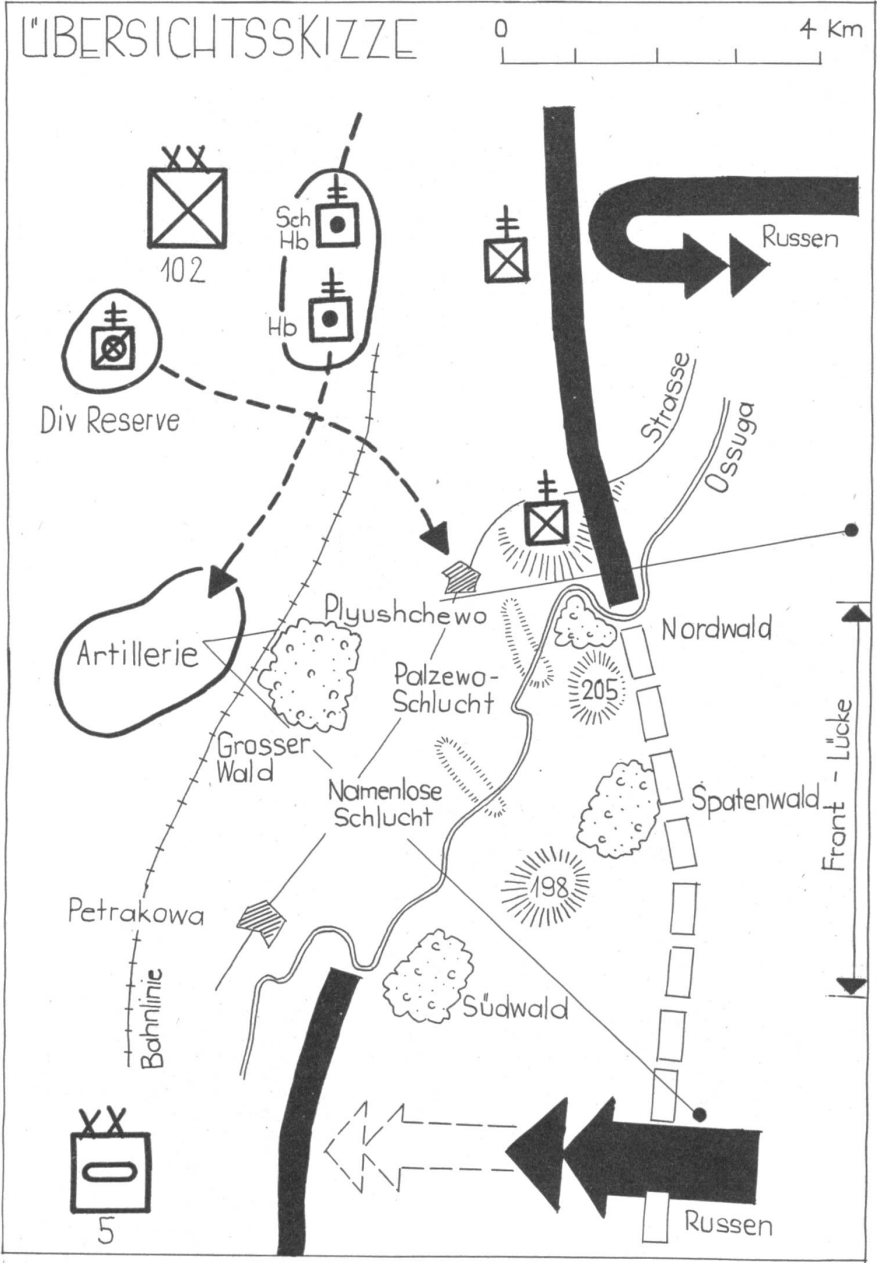 ÜBERSICHTSSKIZZE
0 4 Km
Sch
Hb
102
Russen
Hb
Div Reserve
Strasse
Ossuga
Plyushchewo
Nordwald
Artillerie
Palzewo-
Schlucht
205
Grosser
Wald
Namenlose
Schlucht
Spatenwald
Front - Lücke
198
Petrakowa
Bahnlinie
Südwald
5
Russen